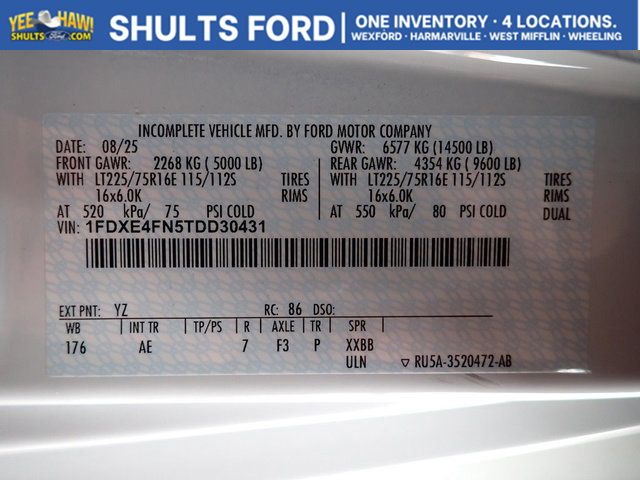 YEE HAW!
SHULTS Ford .COM
SHULTS FORD
ONE INVENTORY • 4 LOCATIONS.
WEXFORD • HARMARVILLE • WEST MIFFLIN • WHEELING
INCOMPLETE VEHICLE MFD. BY FORD MOTOR COMPANY
DATE: 08/25 GVWR: 6577 KG (14500 LB)
FRONT GAWR: 2268 KG ( 5000 LB) REAR GAWR: 4354 KG ( 9600 LB)
WITH LT225/75R16E 115/112S TIRES WITH LT225/75R16E 115/112S TIRES
16x6.0K RIMS 16x6.0K RIMS
AT 520 kPa/ 75 PSI COLD AT 550 kPa/ 80 PSI COLD DUAL
VIN: 1FDXE4FN5TDD30431
EXT PNT: YZ RC: 86 DSO:
WB INT TR TP/PS R AXLE TR SPR
176 AE 7 F3 P XXBB
ULN ▽ RU5A-3520472-AB